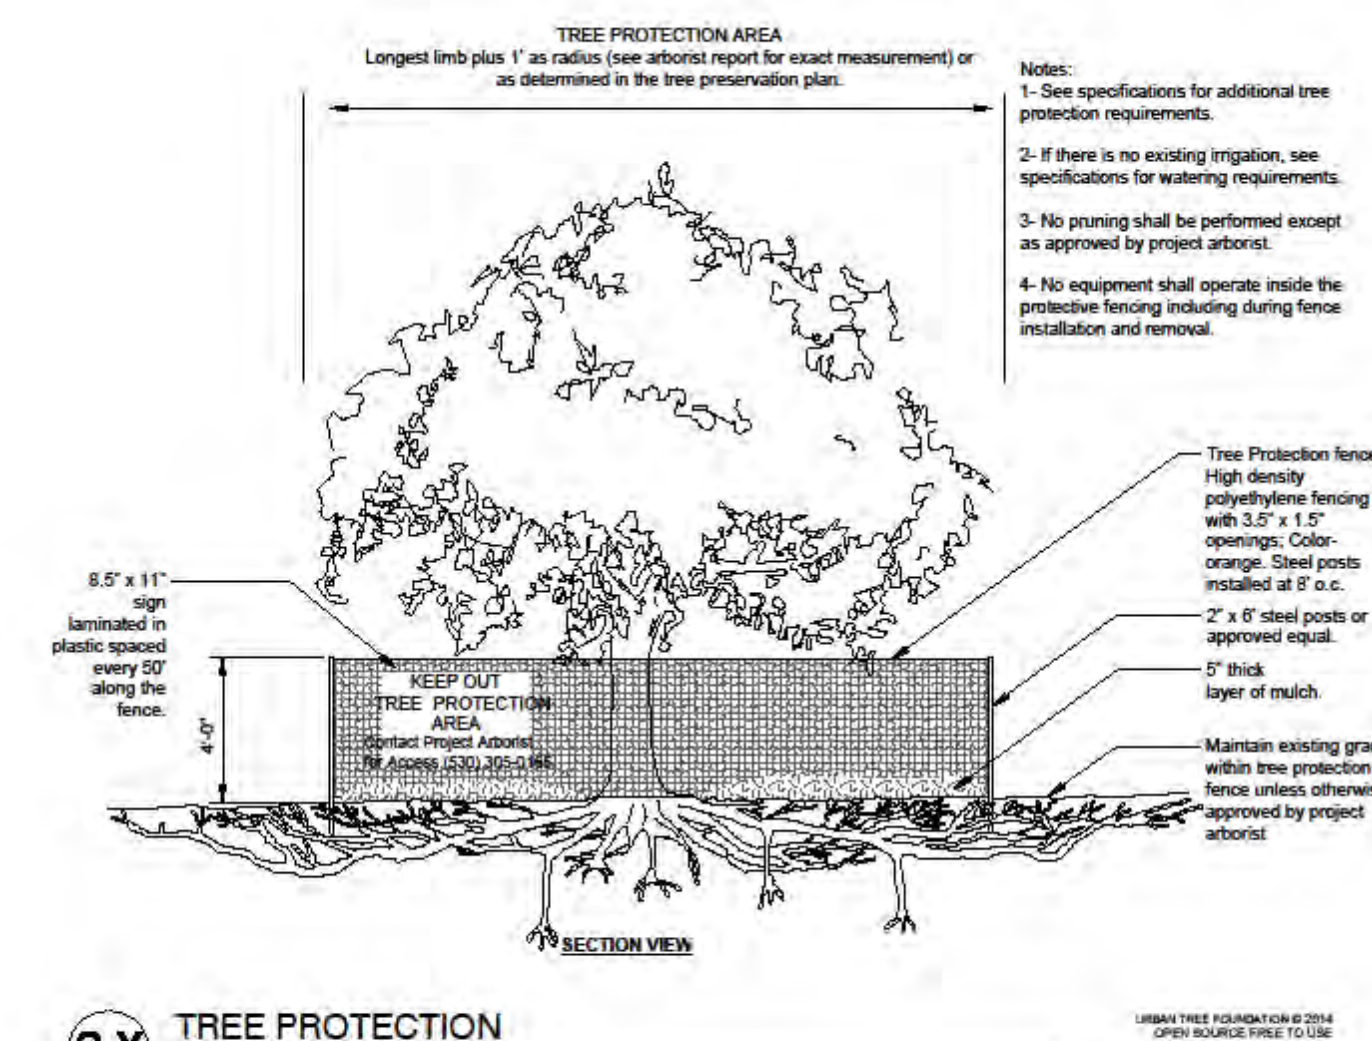 TREE PROTECTION AREA
Longest limb plus 1' as radius (see arborist report for exact measurement) or
as determined in the tree preservation plan.
Notes:
1- See specifications for additional tree
protection requirements.
2- If there is no existing irrigation, see
specifications for watering requirements.
3- No pruning shall be performed except
as approved by project arborist.
4- No equipment shall operate inside the
protective fencing including during fence
installation and removal.
Tree Protection fence
High density
polyethylene fencing
with 3.5" x 1.5"
openings; Color-
orange. Steel posts
installed at 8' o.c.
2" x 6' steel posts or
approved equal.
5" thick
layer of mulch.
Maintain existing gra
within tree protection
fence unless otherwis
approved by project
arborist
8.5" x 11"
sign
laminated in
plastic spaced
every 50'
along the
fence.
4'-0"
KEEP OUT
TREE PROTECTION
AREA
Contact Project Arborist
for Access (530) 305-0165
SECTION VIEW
TREE PROTECTION
URBAN TREE FOUNDATION © 2014
OPEN SOURCE FREE TO USE